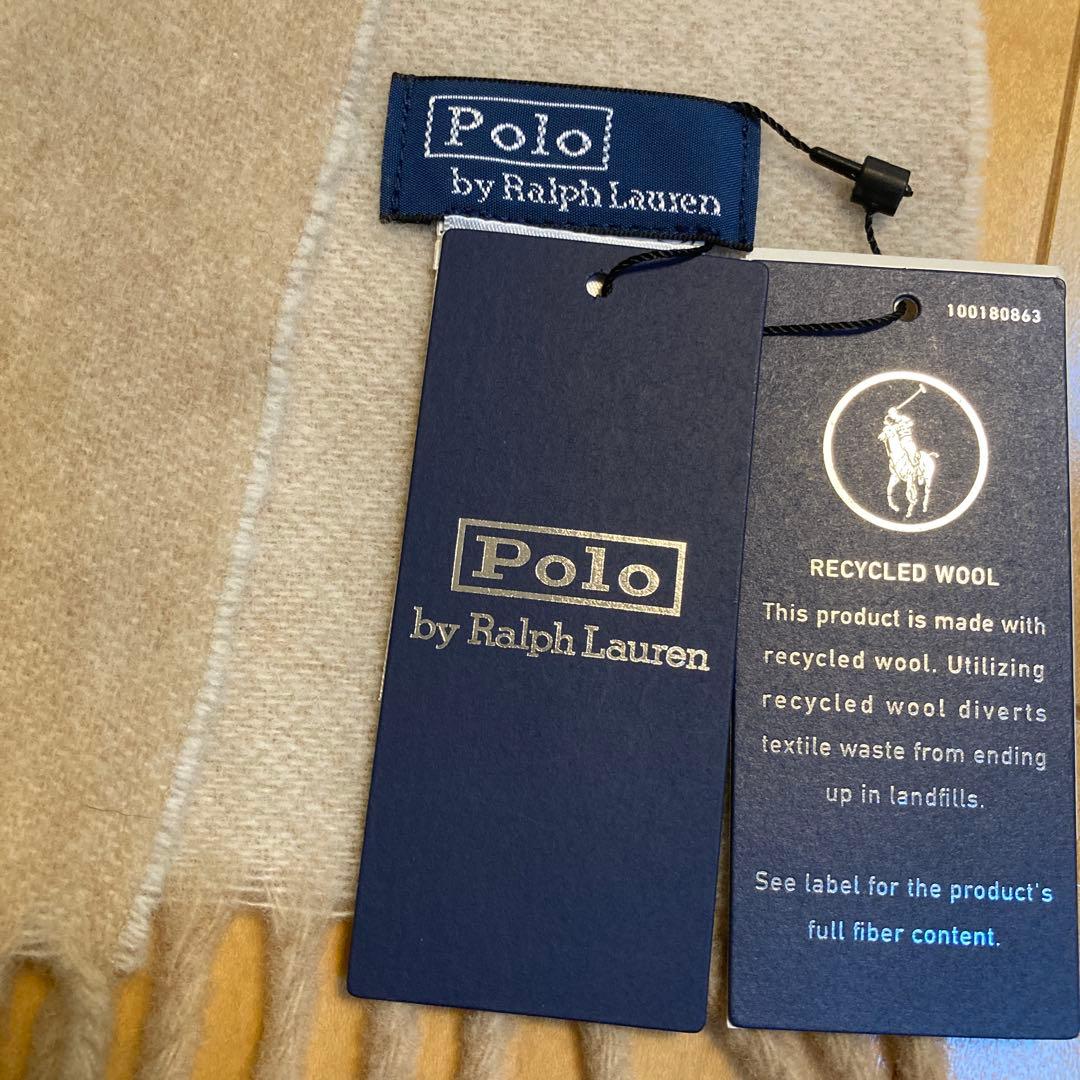 Polo
by Ralph Lauren
Polo
by Ralph Lauren
100180863
RECYCLED WOOL
This product is made with
recycled wool. Utilizing
recycled wool diverts
textile waste from ending
up in landfills.
See label for the product's
full fiber content.